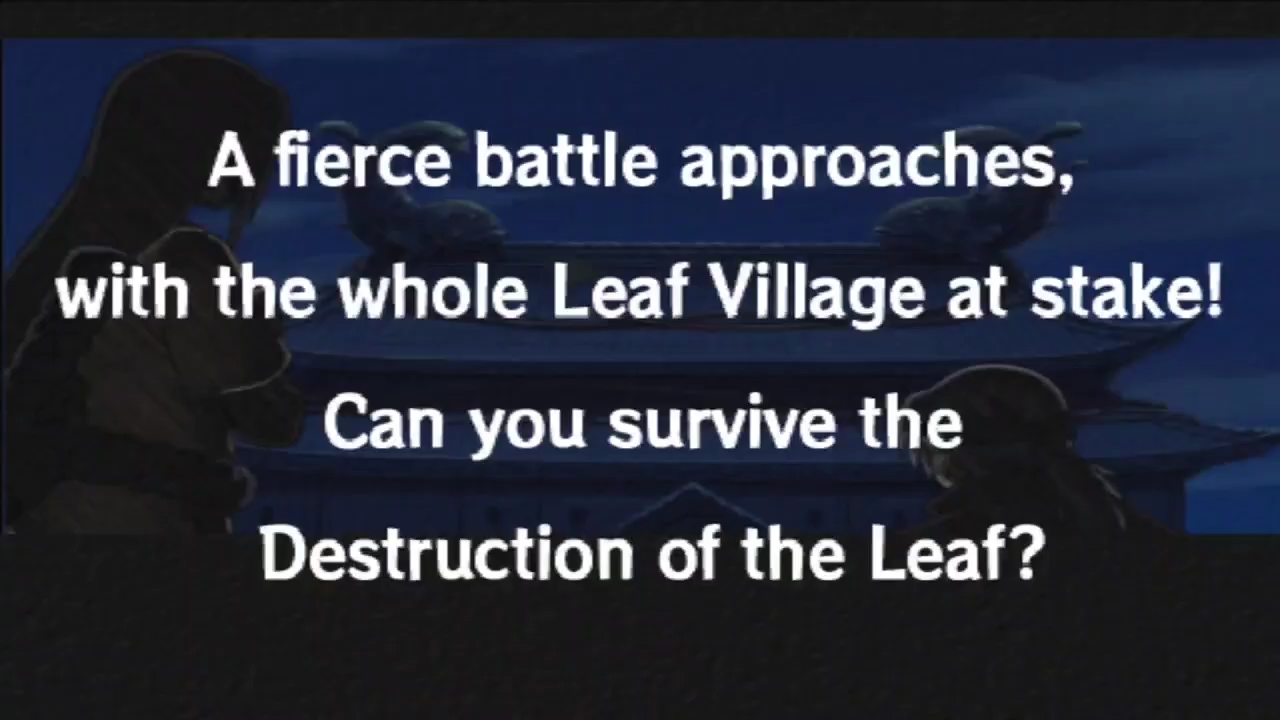 A fierce battle approaches,
with the whole Leaf Village at stake!
Can you survive the
Destruction of the Leaf?